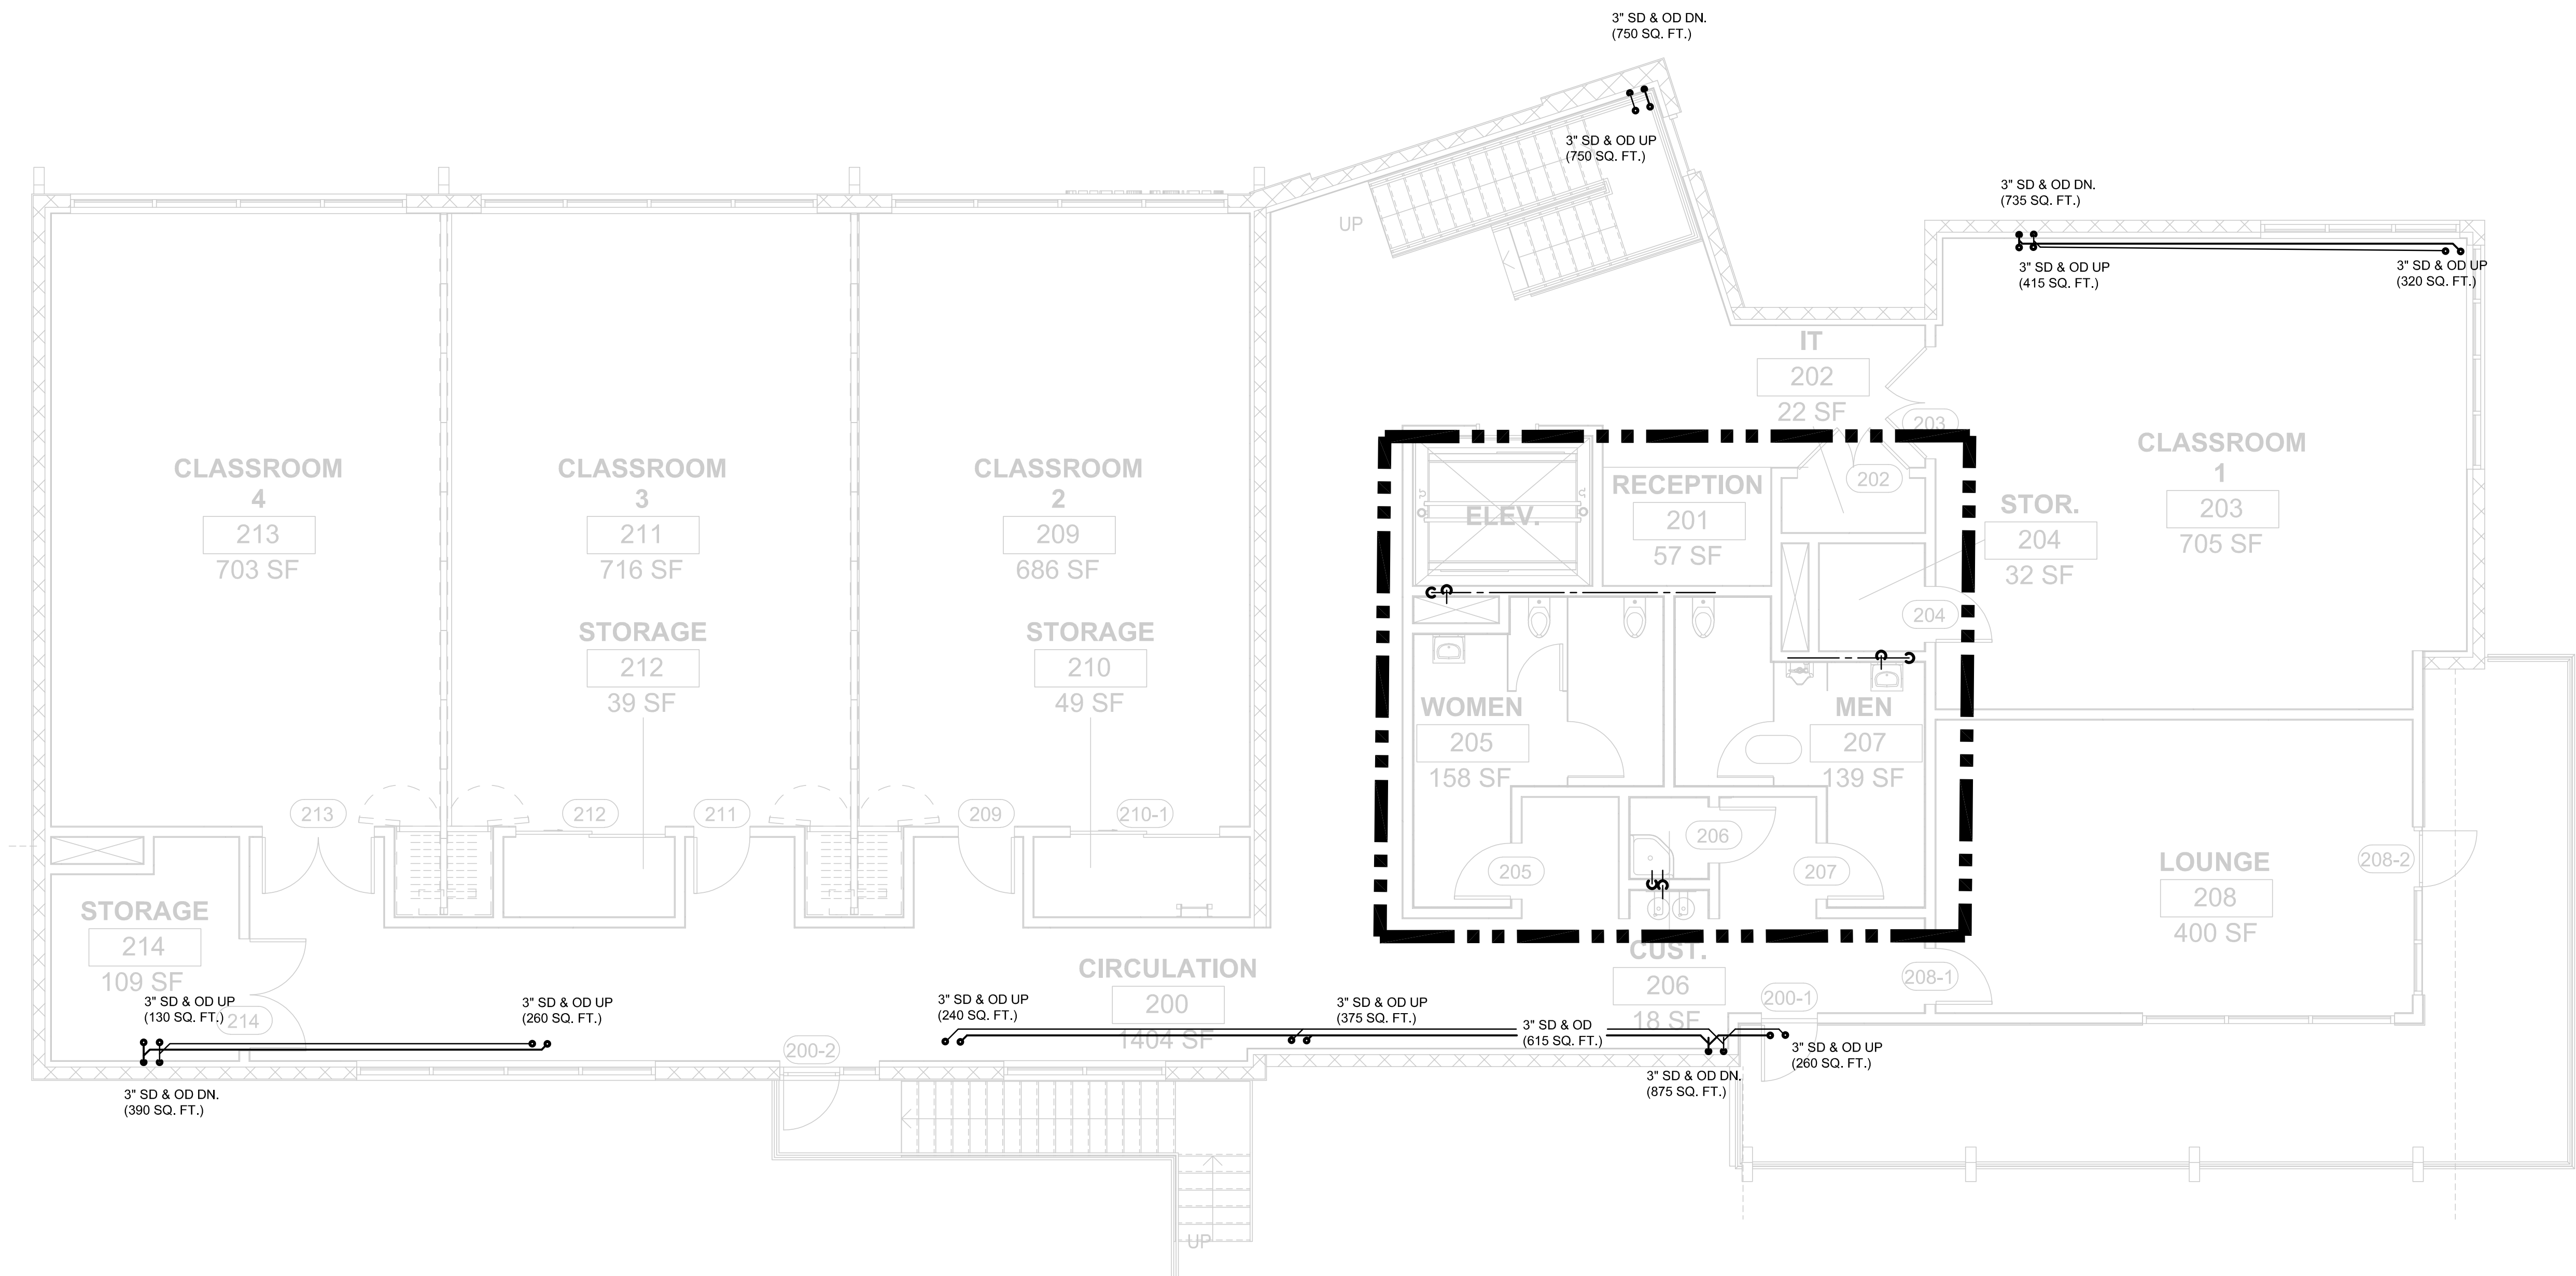 3" SD & OD DN.
(750 SQ. FT.)
3" SD & OD UP
(750 SQ. FT.)
UP
3" SD & OD DN.
(735 SQ. FT.)
3" SD & OD UP
(415 SQ. FT.)
3" SD & OD UP
(320 SQ. FT.)
IT
202
22 SF
203
CLASSROOM
4
213
703 SF
CLASSROOM
3
211
716 SF
CLASSROOM
2
209
686 SF
ELEV.
RECEPTION
201
57 SF
202
STOR.
204
32 SF
CLASSROOM
1
203
705 SF
204
STORAGE
212
39 SF
STORAGE
210
49 SF
WOMEN
205
158 SF
MEN
207
139 SF
213
212
211
209
210-1
205
206
207
208-2
STORAGE
214
109 SF
214
LOUNGE
208
400 SF
CIRCULATION
200
1404 SF
CUST.
206
18 SF
208-1
200-1
200-2
3" SD & OD UP
(130 SQ. FT.)
3" SD & OD UP
(260 SQ. FT.)
3" SD & OD UP
(240 SQ. FT.)
3" SD & OD UP
(375 SQ. FT.)
3" SD & OD
(615 SQ. FT.)
3" SD & OD UP
(260 SQ. FT.)
3" SD & OD DN.
(390 SQ. FT.)
3" SD & OD DN.
(875 SQ. FT.)
UP